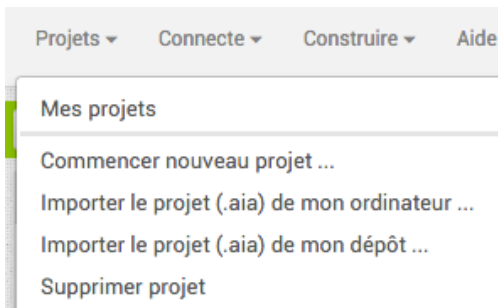 Projets Connecte Construire Aide
Mes projets
Commencer nouveau projet ...
Importer le projet (.aia) de mon ordinateur ...
Importer le projet (.aia) de mon dépôt ...
Supprimer projet